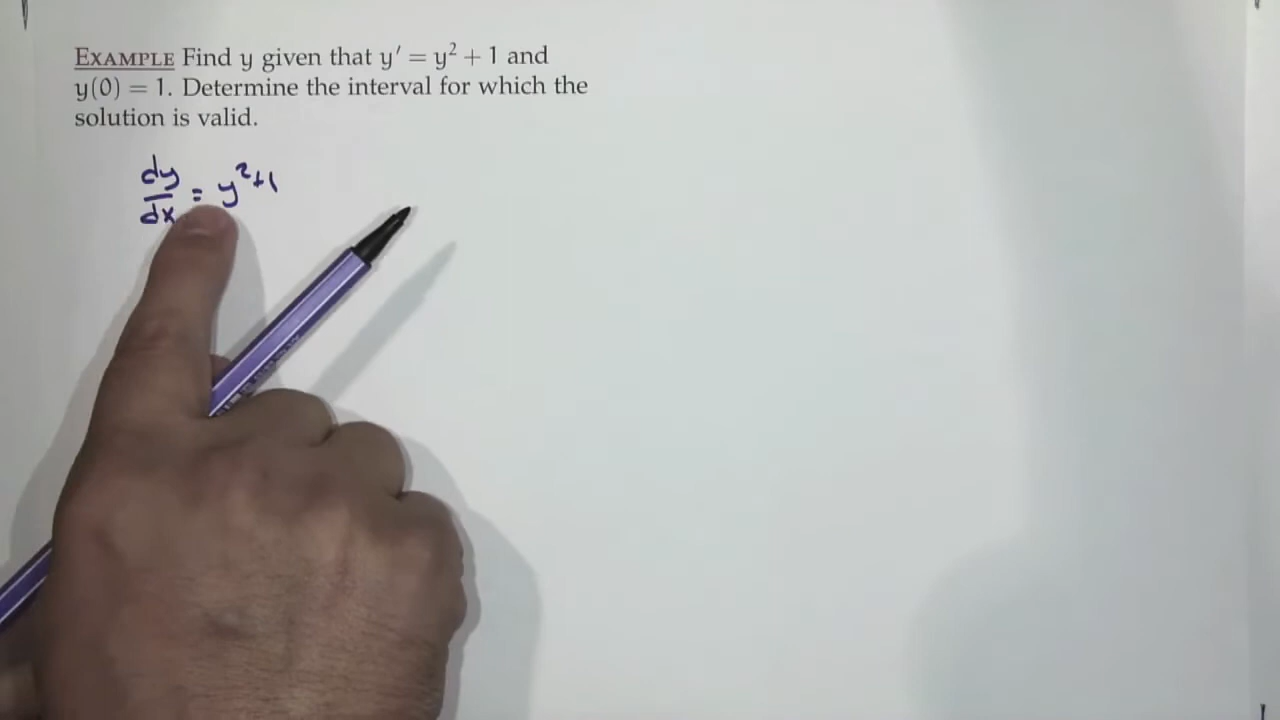 EXAMPLE Find y given that y′ = y² + 1 and
y(0) = 1. Determine the interval for which the
solution is valid.
dy/dx = y²+1